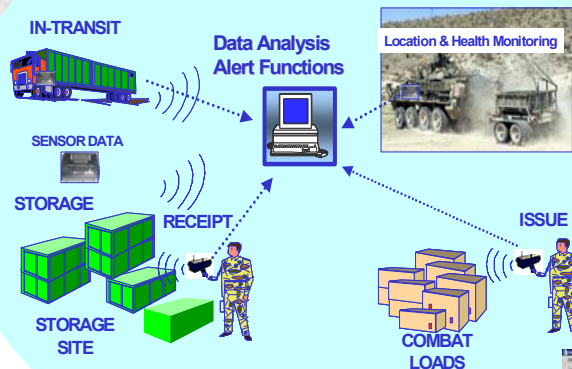 IN-TRANSIT
Data Analysis
Alert Functions
Location & Health Monitoring
SENSOR DATA
STORAGE
RECEIPT
ISSUE
STORAGE
SITE
COMBAT
LOADS